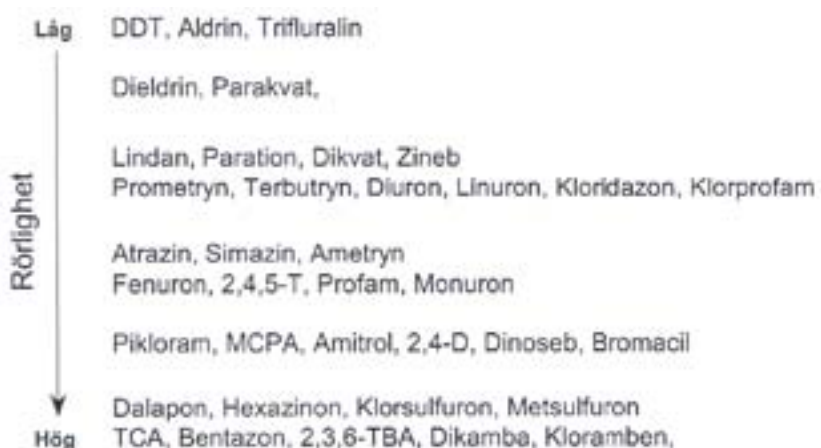 Låg DDT, Aldrin, Trifluralin
Dieldrin, Parakvat,
Lindan, Paration, Dikvat, Zineb
Prometryn, Terbutryn, Diuron, Linuron, Kloridazon, Klorprofam
Rörlighet
Atrazin, Simazin, Ametryn
Fenuron, 2,4,5-T, Profam, Monuron
Pikloram, MCPA, Amitrol, 2,4-D, Dinoseb, Bromacil
Dalapon, Hexazinon, Klorsulfuron, Metsulfuron
Hög TCA, Bentazon, 2,3,6-TBA, Dikamba, Kloramben,